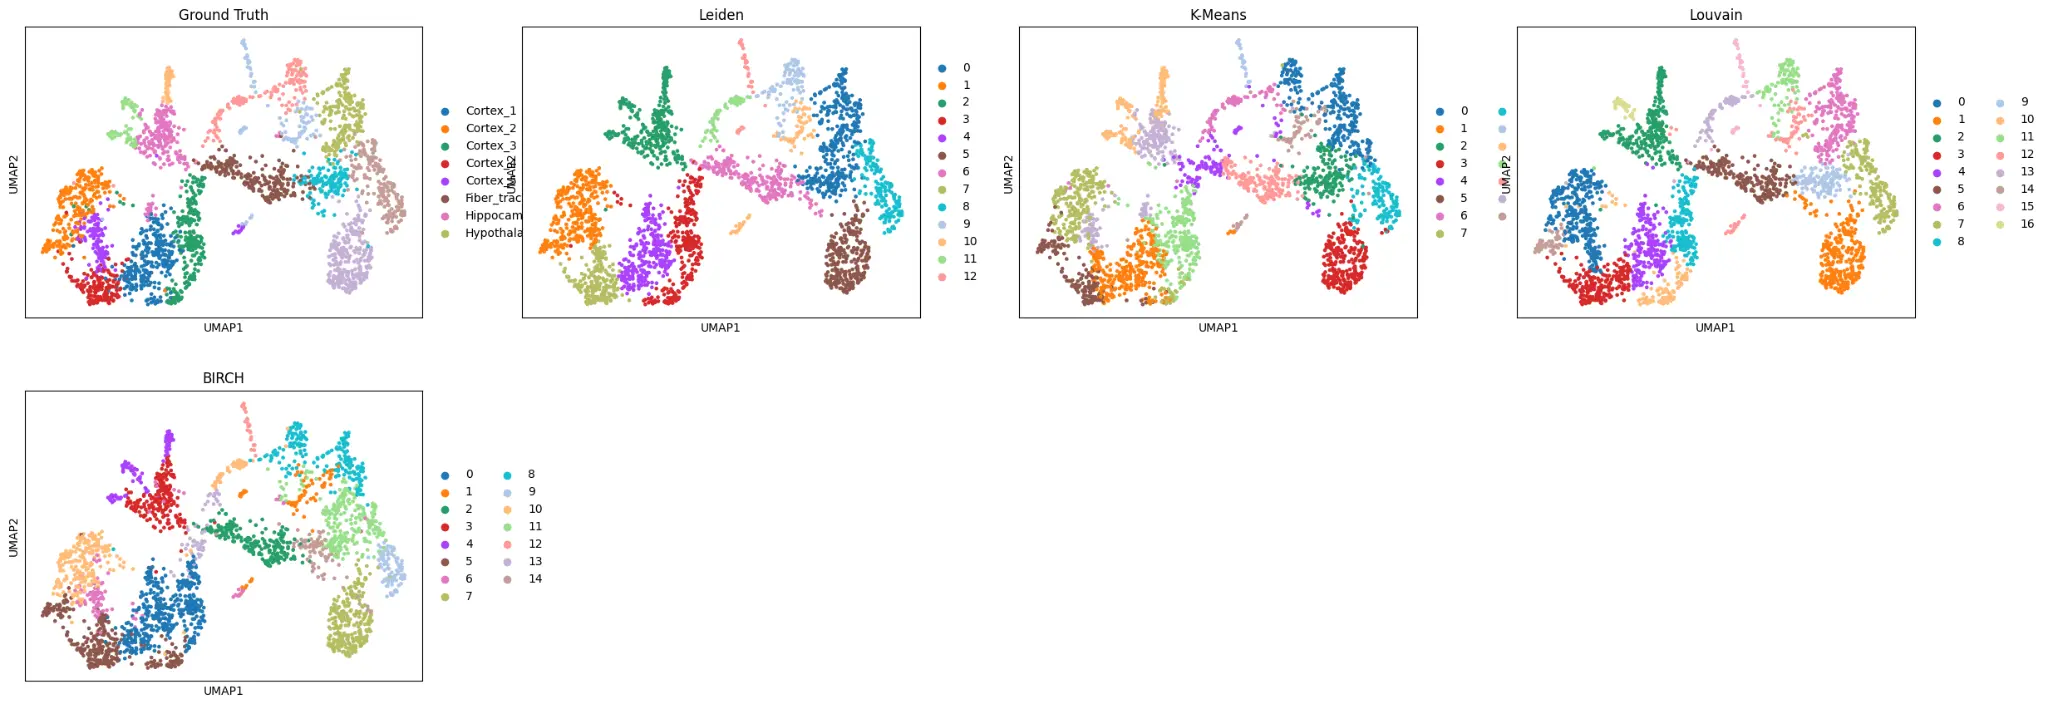 Ground Truth
UMAP2
UMAP1
Cortex_1
Cortex_2
Cortex_3
Cortex_
Cortex_
Fiber_trac
Hippocam
Hypothala
Leiden
UMAP2
UMAP1
0
1
2
3
4
5
6
7
8
9
10
11
12
K-Means
UMAP2
UMAP1
0
1
2
3
4
5
6
7
Louvain
UMAP2
UMAP1
0 9
1 10
2 11
3 12
4 13
5 14
6 15
7 16
8
BIRCH
UMAP2
UMAP1
0 8
1 9
2 10
3 11
4 12
5 13
6 14
7